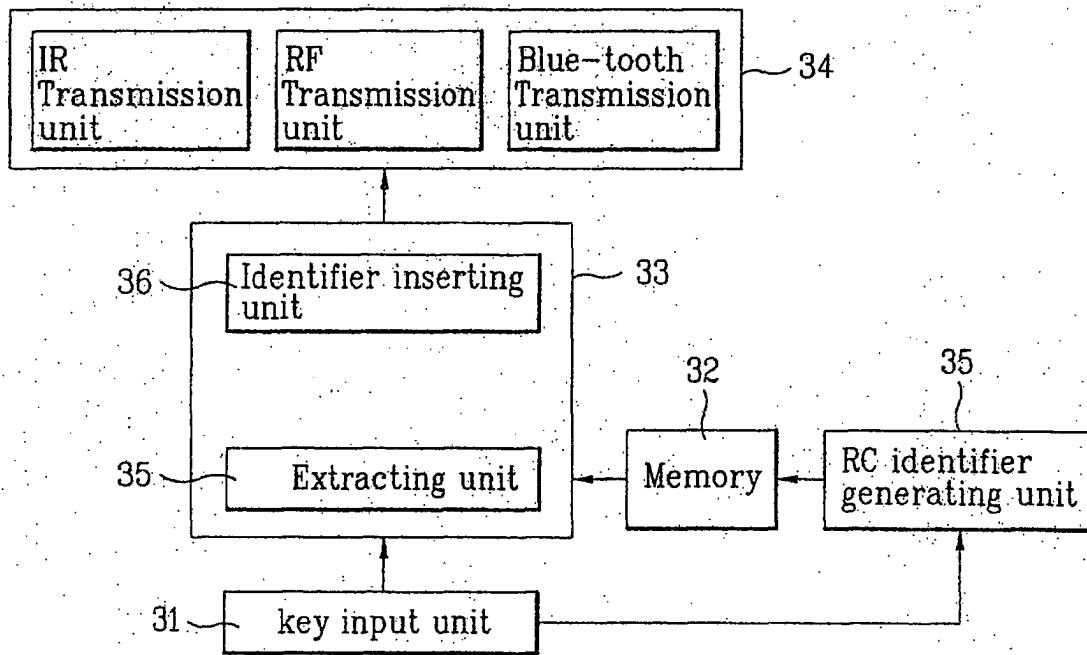 IR
Transmission
unit
RF
Transmission
unit
Blue-tooth
Transmission
unit
34
36
Identifier inserting
unit
33
35
Extracting unit
32
Memory
35
RC identifier
generating unit
31
key input unit